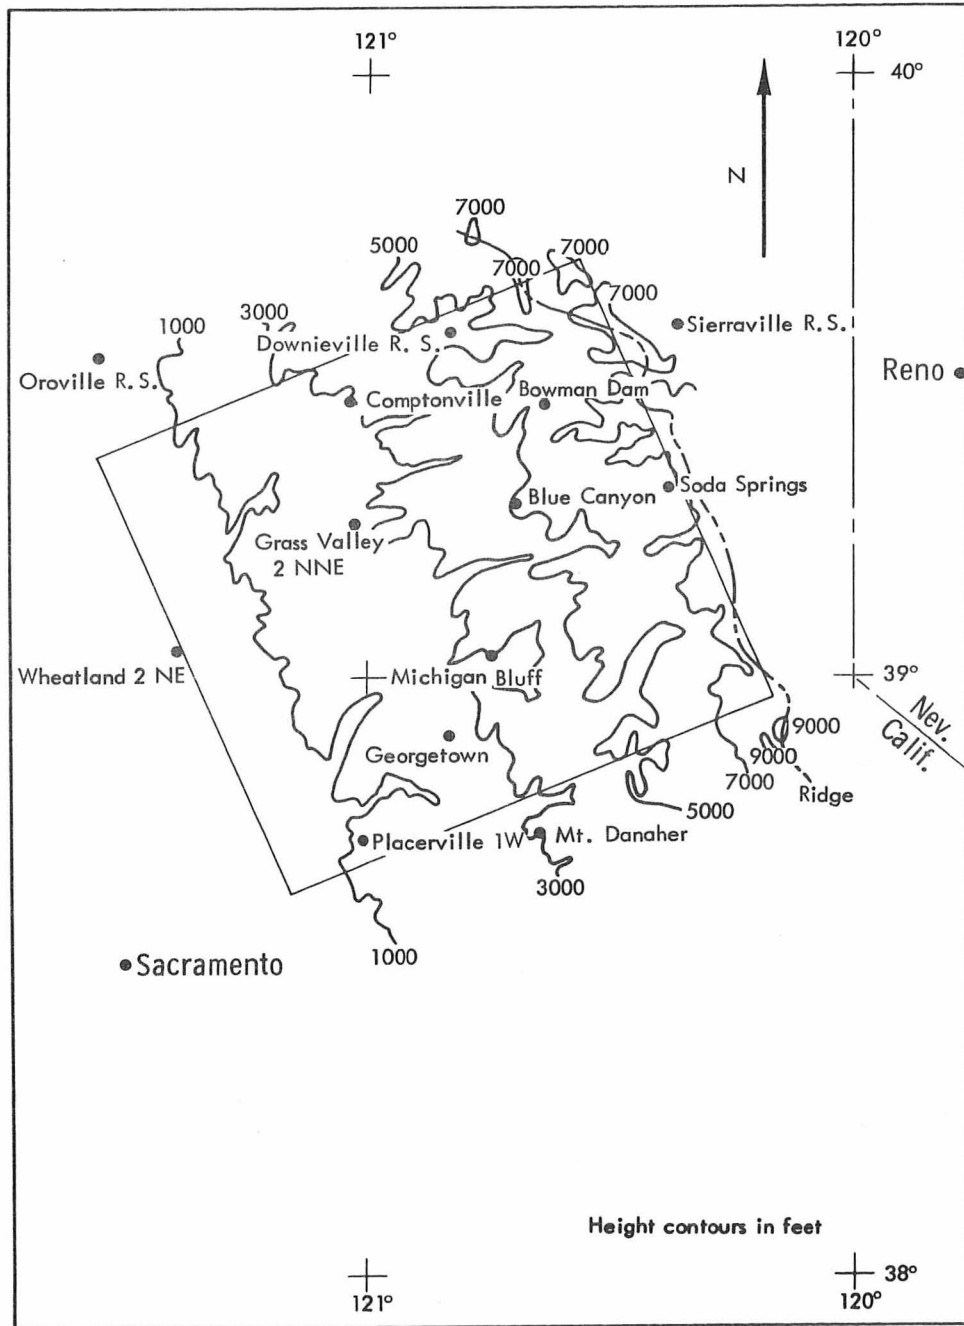 121°
120°
40°
N
7000
5000
7000
7000
7000
3000
1000
Sierraville R.S.
Downieville R. S.
Oroville R.S.
Reno
Comptonville
Bowman Dam
Soda Springs
Blue Canyon
Grass Valley
2 NNE
Wheatland 2 NE
Michigan Bluff
39°
Nev.
Calif.
9000
9000
7000
Ridge
Georgetown
5000
Placerville 1W
Mt. Danaher
3000
1000
Sacramento
Height contours in feet
38°
121°
120°